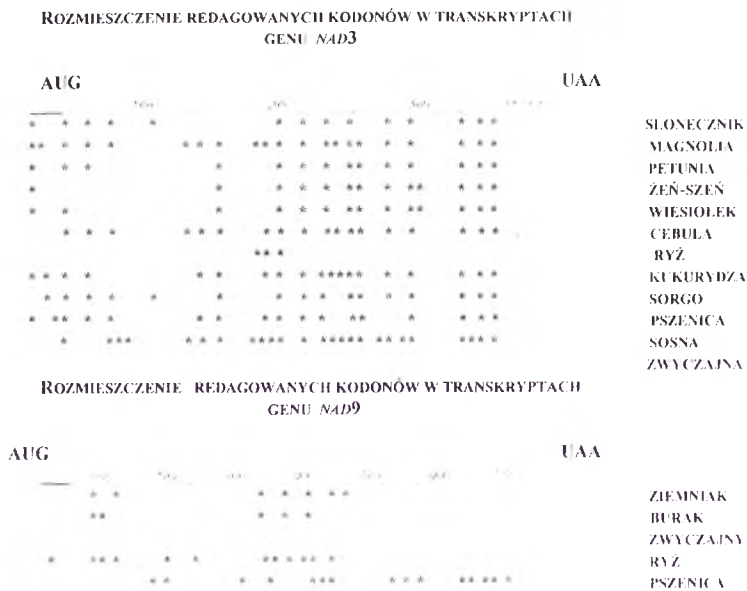 ROZMIESZCZENIE REDAGOWANYCH KODONÓW W TRANSKRYPTACH
GENU NAD3
AUG UAA
* * * * * * * * * * * * * * *
SŁONECZNIK
MAGNOLIA
PETUNIA
ŻEŃ-SZEŃ
WIESIOŁEK
CEBULA
RYŻ
KUKURYDZA
SORGO
PSZENICA
SOSNA
ZWYCZAJNA
ROZMIESZCZENIE REDAGOWANYCH KODONÓW W TRANSKRYPTACH
GENU NAD9
AUG UAA
ZIEMNIAK
BURAK
ZWYCZAJNY
RYŻ
PSZENICA